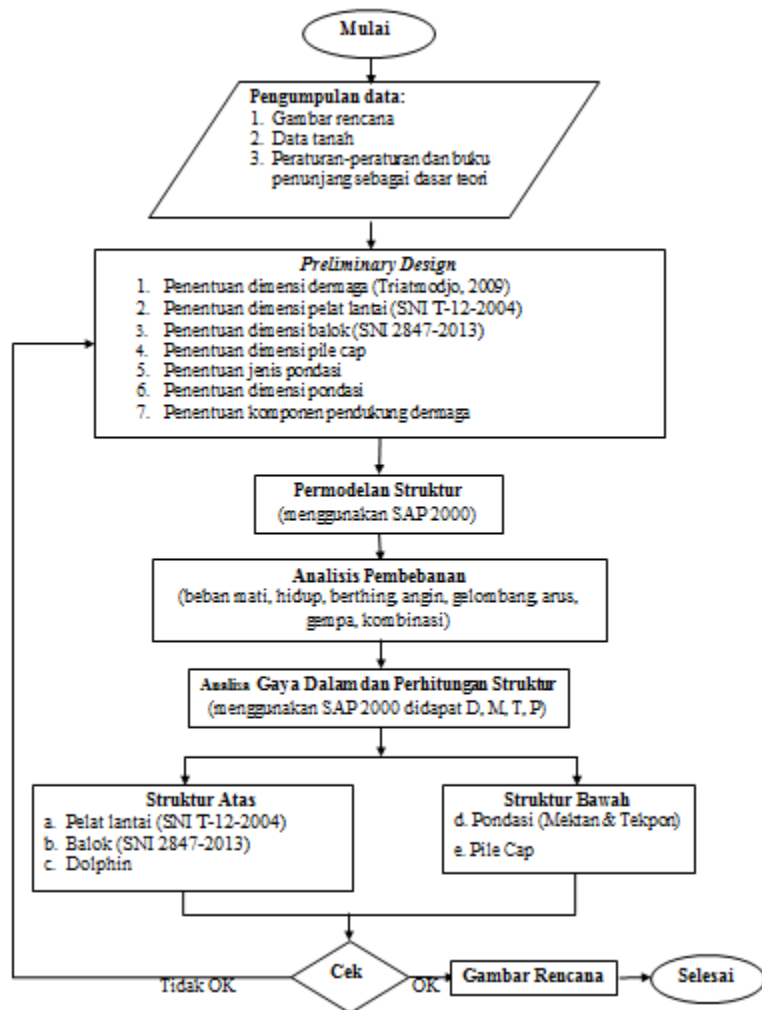 Mulai
Pengumpulan data:
1. Gambar rencana
2. Data tanah
3. Peraturan-peraturan dan buku
penunjang sebagai dasar teori
Preliminary Design
1. Penentuan dimensi dermaga (Triatmodjo, 2009)
2. Penentuan dimensi pelat lantai (SNI T-12-2004)
3. Penentuan dimensi balok (SNI 2847-2013)
4. Penentuan dimensi pile cap
5. Penentuan jenis pondasi
6. Penentuan dimensi pondasi
7. Penentuan komponen pendukung dermaga
Permodelan Struktur
(menggunakan SAP 2000)
Analisis Pembebanan
(beban mati, hidup, berthing, angin, gelombang, arus,
gempa, kombinasi)
Analisa Gaya Dalam dan Perhitungan Struktur
(menggunakan SAP 2000 didapat D, M, T, P)
Struktur Atas
a. Pelat lantai (SNI T-12-2004)
b. Balok (SNI 2847-2013)
c. Dolphin
Struktur Bawah
d. Pondasi (Mektan & Tekpon)
e. Pile Cap
Cek
Tidak OK
OK
Gambar Rencana
Selesai